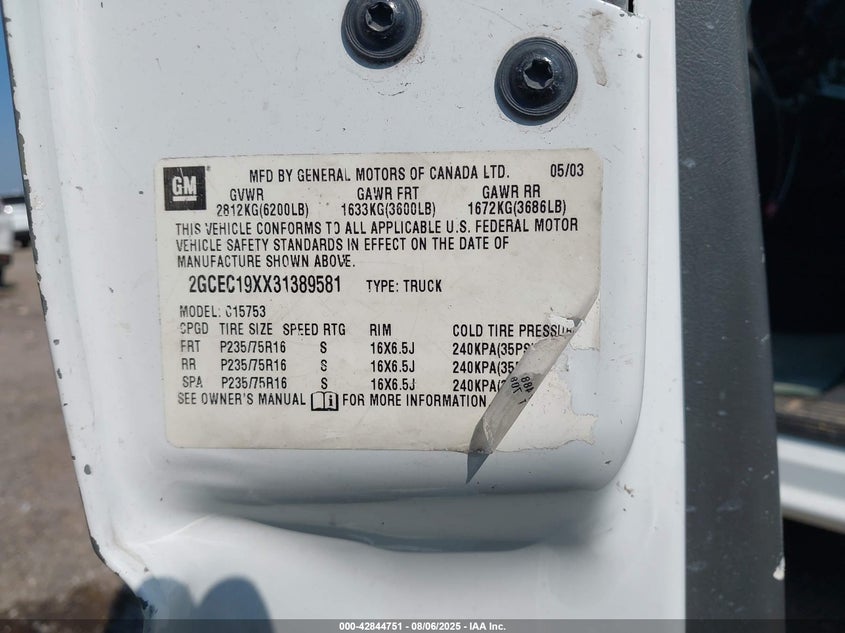 GM
MFD BY GENERAL MOTORS OF CANADA LTD. 05/03
GVWR GAWR FRT GAWR RR
2812KG(6200LB) 1633KG(3600LB) 1672KG(3686LB)
THIS VEHICLE CONFORMS TO ALL APPLICABLE U.S. FEDERAL MOTOR
VEHICLE SAFETY STANDARDS IN EFFECT ON THE DATE OF
MANUFACTURE SHOWN ABOVE.
2GCEC19XX31389581 TYPE: TRUCK
MODEL: C15753
CPGD TIRE SIZE SPEED RTG RIM COLD TIRE PRESSU
FRT P235/75R16 S 16X6.5J 240KPA(35PS
RR P235/75R16 S 16X6.5J 240KPA(35
SPA P235/75R16 S 16X6.5J 240KPA(
SEE OWNER'S MANUAL FOR MORE INFORMATION
000-42844751 - 08/06/2025 - IAA Inc.